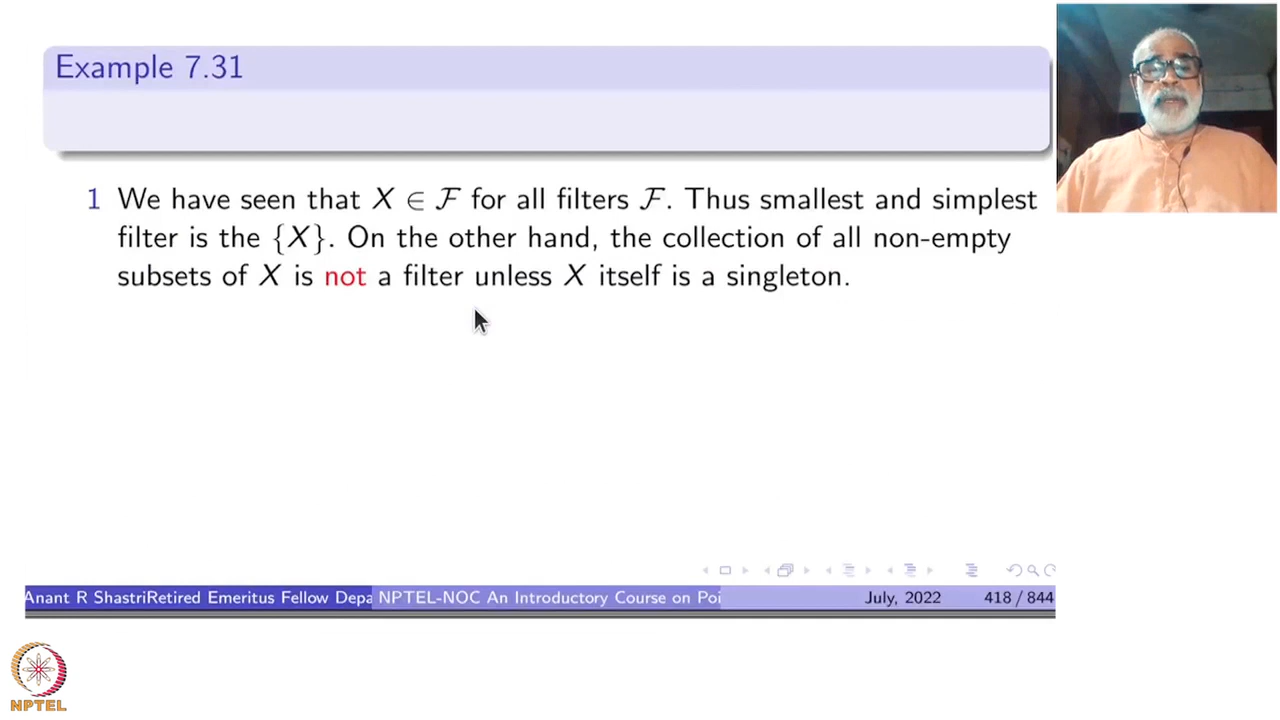 Example 7.31
1 We have seen that X ∈ ℱ for all filters ℱ. Thus smallest and simplest
filter is the {X}. On the other hand, the collection of all non-empty
subsets of X is not a filter unless X itself is a singleton.
Anant R ShastriRetired Emeritus Fellow Depa NPTEL-NOC An Introductory Course on Poi July, 2022 418 / 844
NPTEL